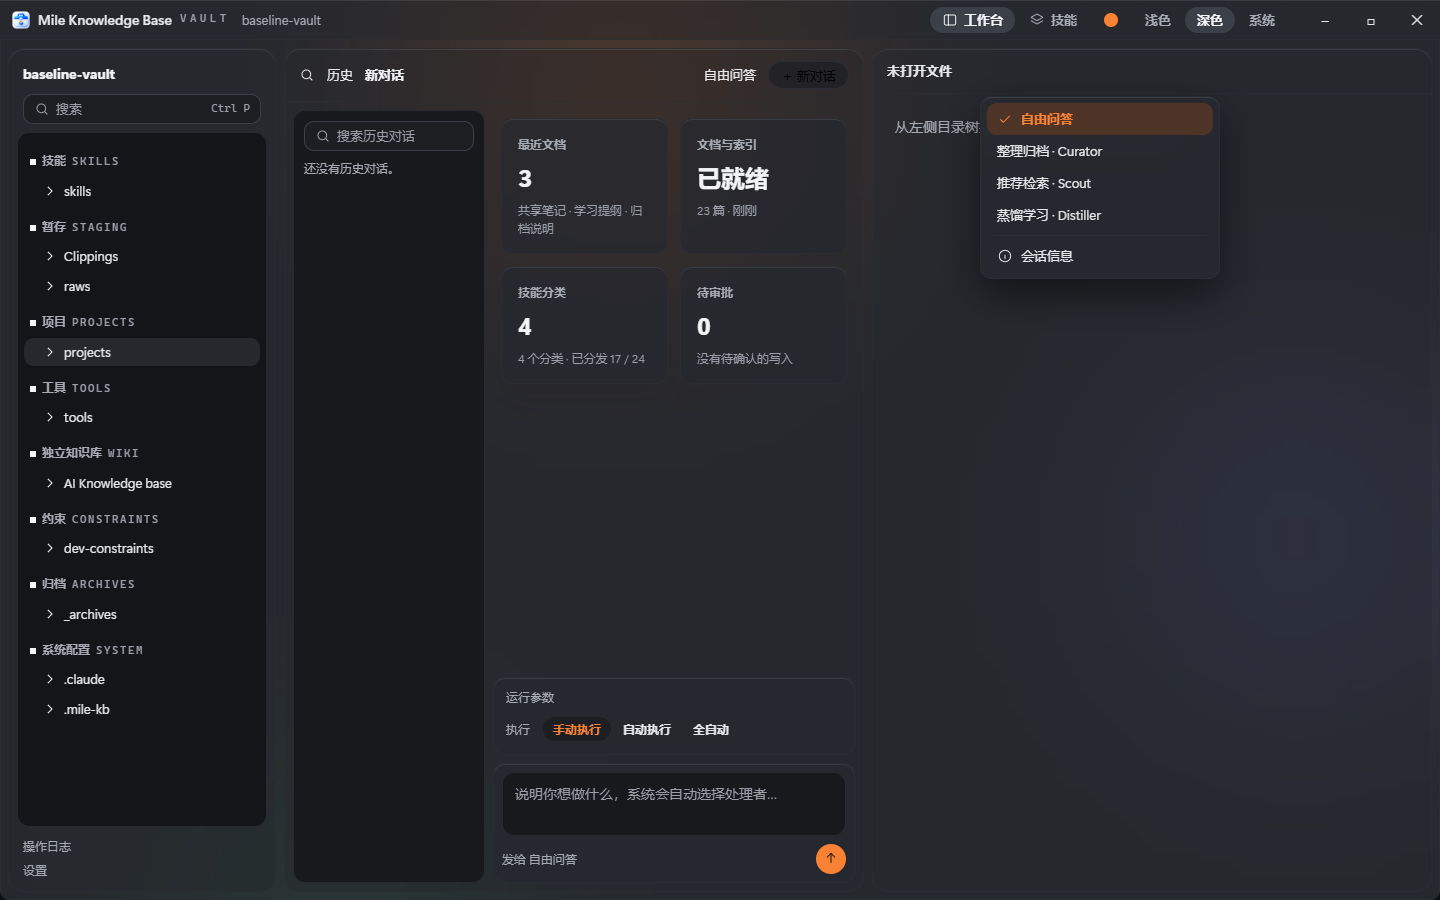 Mile Knowledge Base VAULT baseline-vault
工作台 技能 浅色 深色 系统
baseline-vault
搜索 Ctrl P
技能 SKILLS
skills
暂存 STAGING
Clippings
raws
项目 PROJECTS
projects
工具 TOOLS
tools
独立知识库 WIKI
AI Knowledge base
约束 CONSTRAINTS
dev-constraints
归档 ARCHIVES
_archives
系统配置 SYSTEM
.claude
.mile-kb
操作日志
设置
历史 新对话 自由问答 + 新对话
搜索历史对话
还没有历史对话。
最近文档
3
共享笔记 · 学习提纲 · 归
档说明
文档与索引
已就绪
23 篇 · 刚刚
技能分类
4
4 个分类 · 已分发 17 / 24
待审批
0
没有待确认的写入
运行参数
执行 手动执行 自动执行 全自动
说明你想做什么，系统会自动选择处理者...
发给 自由问答
未打开文件
从左侧目录树
自由问答
整理归档 · Curator
推荐检索 · Scout
蒸馏学习 · Distiller
会话信息